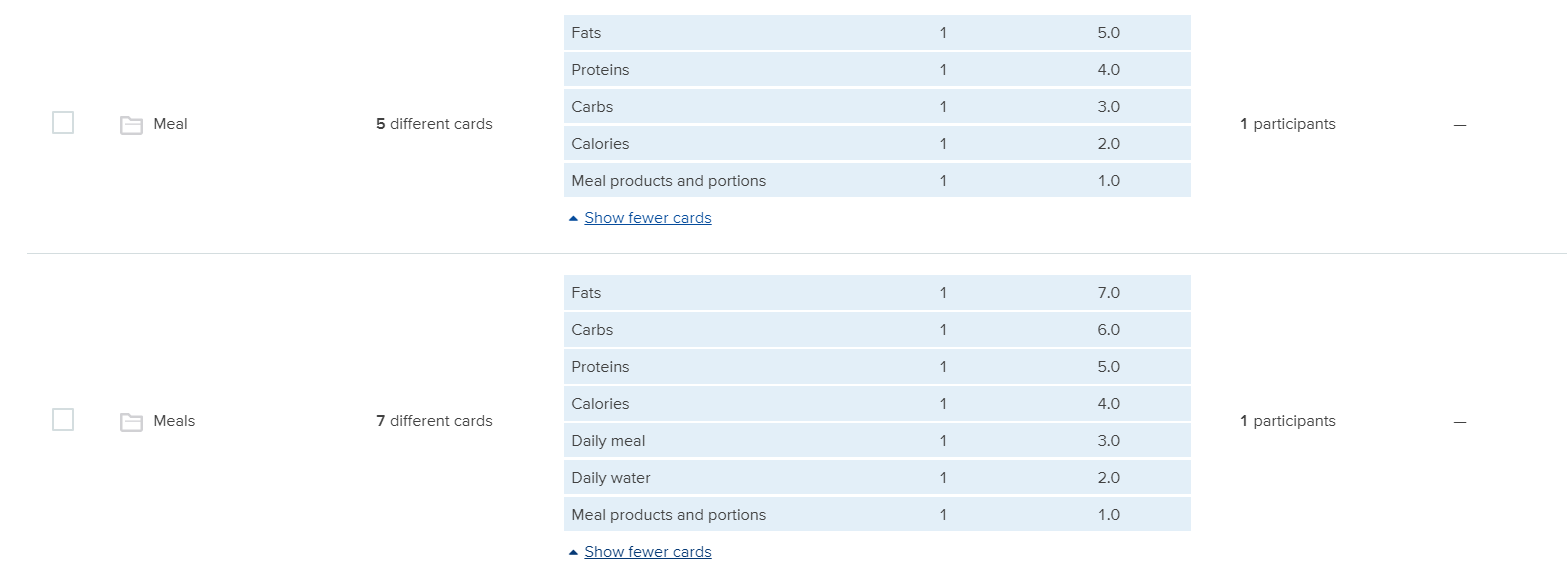 Fats 1 5.0
Proteins 1 4.0
Carbs 1 3.0
Meal 5 different cards 1 participants —
Calories 1 2.0
Meal products and portions 1 1.0
Show fewer cards
Fats 1 7.0
Carbs 1 6.0
Proteins 1 5.0
Calories 1 4.0
Meals 7 different cards 1 participants —
Daily meal 1 3.0
Daily water 1 2.0
Meal products and portions 1 1.0
Show fewer cards